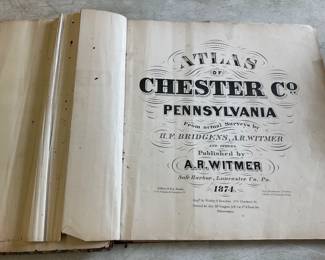 ATLAS
OF
CHESTER Co.
PENNSYLVANIA
From actual Surveys by
H.F. BRIDGENS, A.R. WITMER
AND OTHERS
Published by
A.R. WITMER
Safe Harbor, Lancaster Co. Pa.
1874.